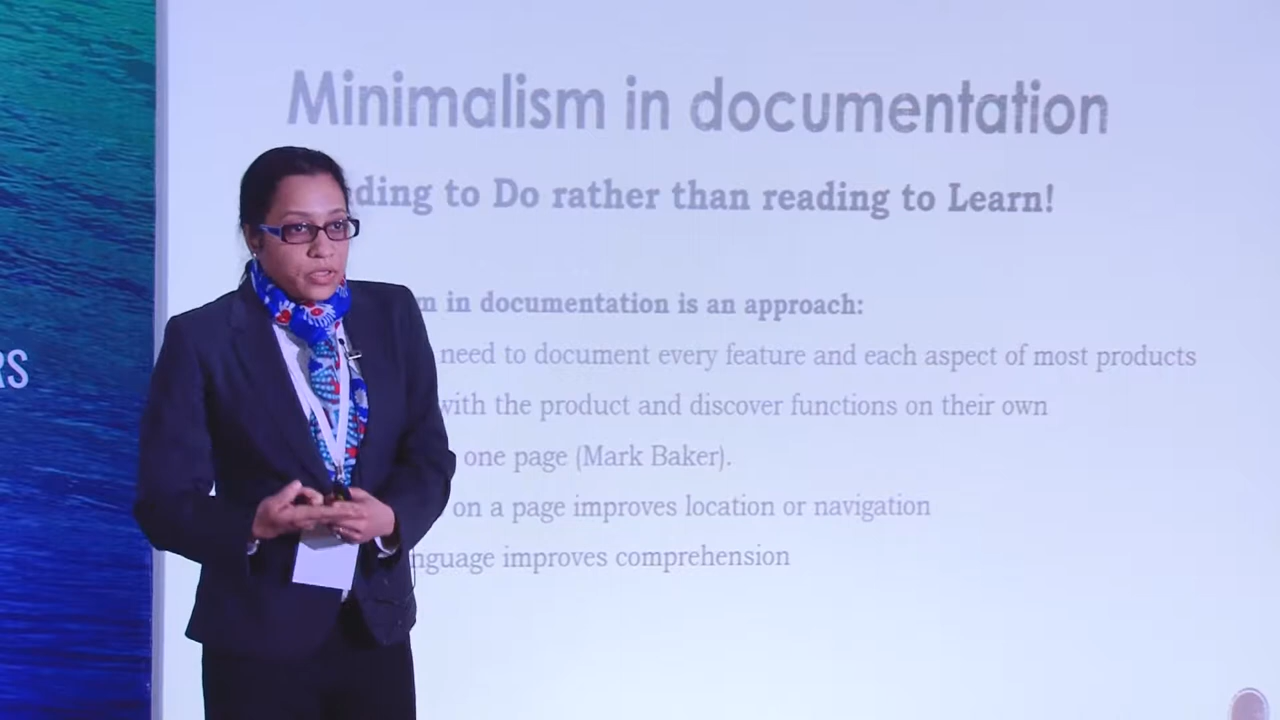 Minimalism in documentation
ding to Do rather than reading to Learn!
in documentation is an approach:
need to document every feature and each aspect of most products
RS
with the product and discover functions on their own
one page (Mark Baker).
on a page improves location or navigation
nguage improves comprehension